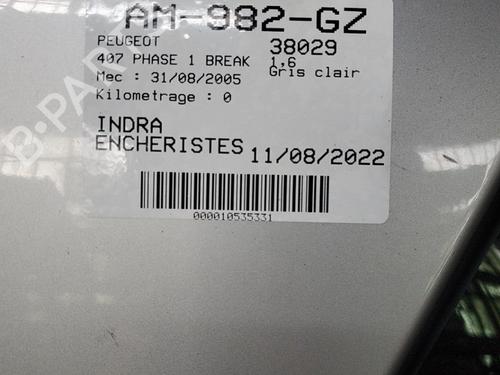 AM-982-GZ
PEUGEOT 38029
407 PHASE 1 BREAK 1,6
Mec : 31/08/2005 Gris clair
Kilometrage : 0
INDRA
ENCHERISTES 11/08/2022
000010535331
B-PARTS